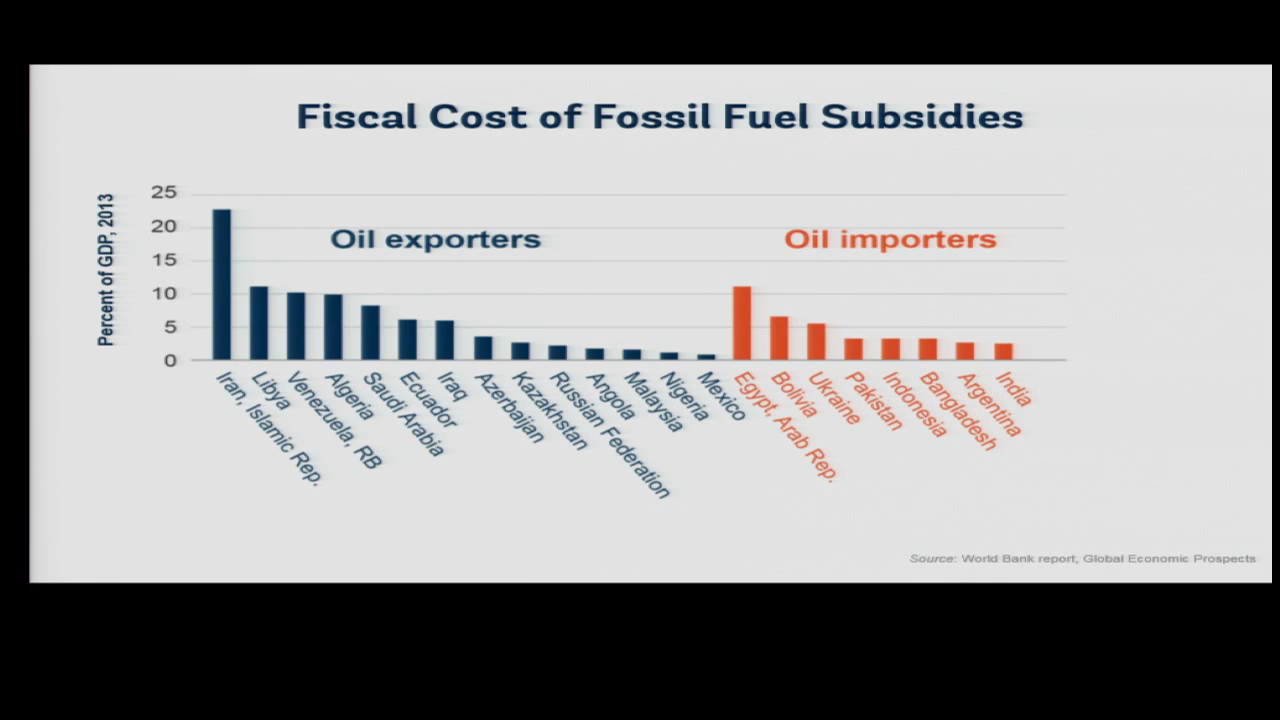 Fiscal Cost of Fossil Fuel Subsidies
Percent of GDP, 2013
25
20
15
10
5
0
Oil exporters
Oil importers
Iran, Islamic Rep.
Libya
Venezuela, RB
Algeria
Saudi Arabia
Ecuador
Iraq
Azerbaijan
Kazakhstan
Russian Federation
Angola
Malaysia
Nigeria
Mexico
Egypt, Arab Rep.
Bolivia
Ukraine
Pakistan
Indonesia
Bangladesh
Argentina
India
Source: World Bank report, Global Economic Prospects